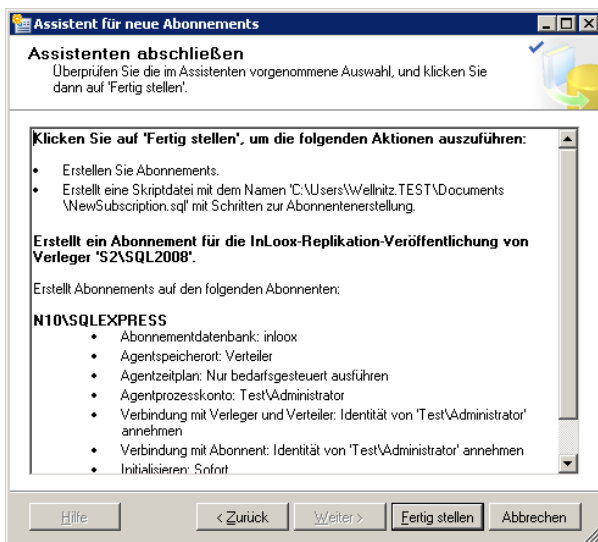 Assistent für neue Abonnements
Assistenten abschließen
Überprüfen Sie die im Assistenten vorgenommene Auswahl, und klicken Sie
dann auf 'Fertig stellen'.
Klicken Sie auf 'Fertig stellen', um die folgenden Aktionen auszuführen:
• Erstellen Sie Abonnements.
• Erstellt eine Skriptdatei mit dem Namen 'C:\Users\Wellnitz.TEST\Documents
\NewSubscription.sql' mit Schritten zur Abonnentenerstellung.
Erstellt ein Abonnement für die InLoox-Replikation-Veröffentlichung von
Verleger 'S2\SQL2008'.
Erstellt Abonnements auf den folgenden Abonnenten:
N10\SQLEXPRESS
• Abonnementdatenbank: inloox
• Agentspeicherort: Verteiler
• Agentzeitplan: Nur bedarfsgesteuert ausführen
• Agentprozesskonto: Test\Administrator
• Verbindung mit Verleger und Verteiler: Identität von 'Test\Administrator'
annehmen
• Verbindung mit Abonnent: Identität von 'Test\Administrator' annehmen
• Initialisieren: Sofort
Hilfe
< Zurück
Weiter >
Fertig stellen
Abbrechen